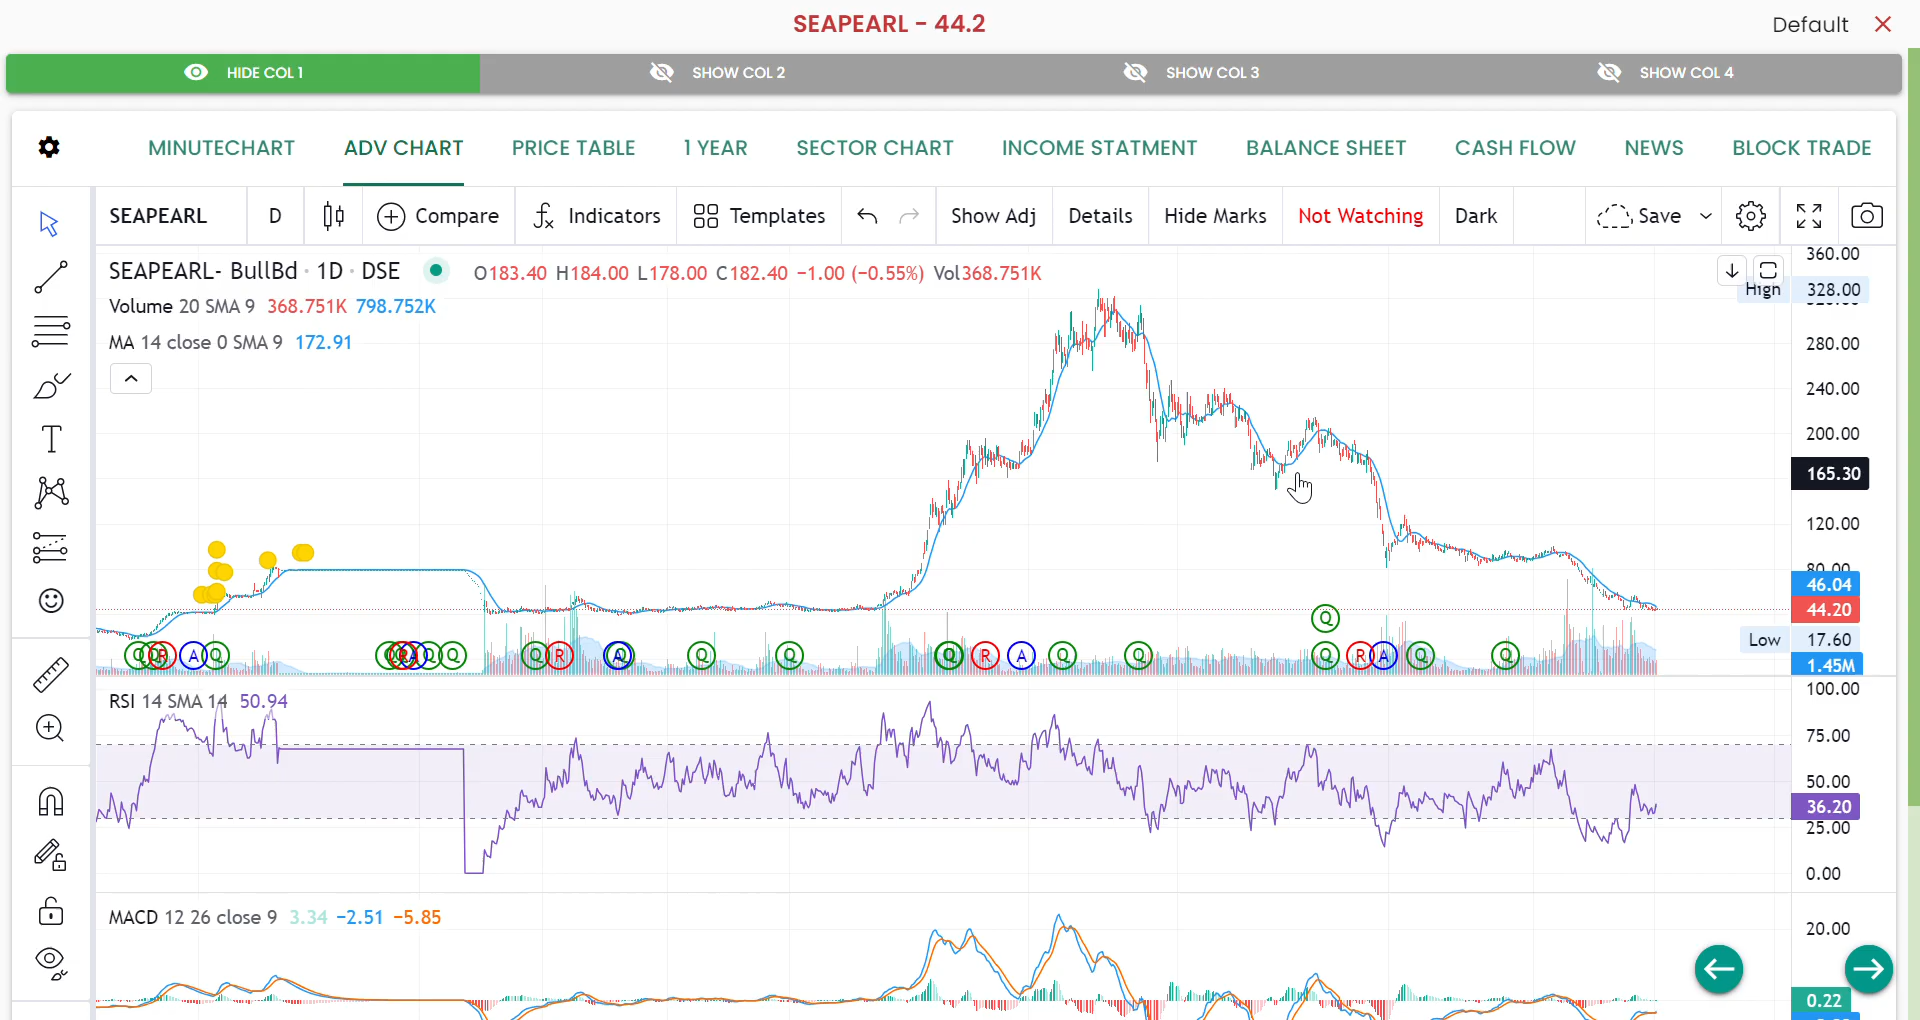 SEAPEARL - 44.2
Default
HIDE COL 1
SHOW COL 2
SHOW COL 3
SHOW COL 4
MINUTECHART
ADV CHART
PRICE TABLE
1 YEAR
SECTOR CHART
INCOME STATMENT
BALANCE SHEET
CASH FLOW
NEWS
BLOCK TRADE
SEAPEARL
D
Compare
Indicators
Templates
Show Adj
Details
Hide Marks
Not Watching
Dark
Save
SEAPEARL- BullBd · 1D · DSE O183.40 H184.00 L178.00 C182.40 −1.00 (−0.55%) Vol368.751K
Volume 20 SMA 9 368.751K 798.752K
MA 14 close 0 SMA 9 172.91
360.00
High 328.00
280.00
240.00
200.00
165.30
120.00
80.00
46.04
44.20
Low 17.60
1.45M
Q
Q Q R A Q Q R A Q Q Q R A Q Q Q Q R A Q Q Q R A Q Q
RSI 14 SMA 14 50.94
100.00
75.00
50.00
36.20
25.00
0.00
MACD 12 26 close 9 3.34 −2.51 −5.85
20.00
0.22